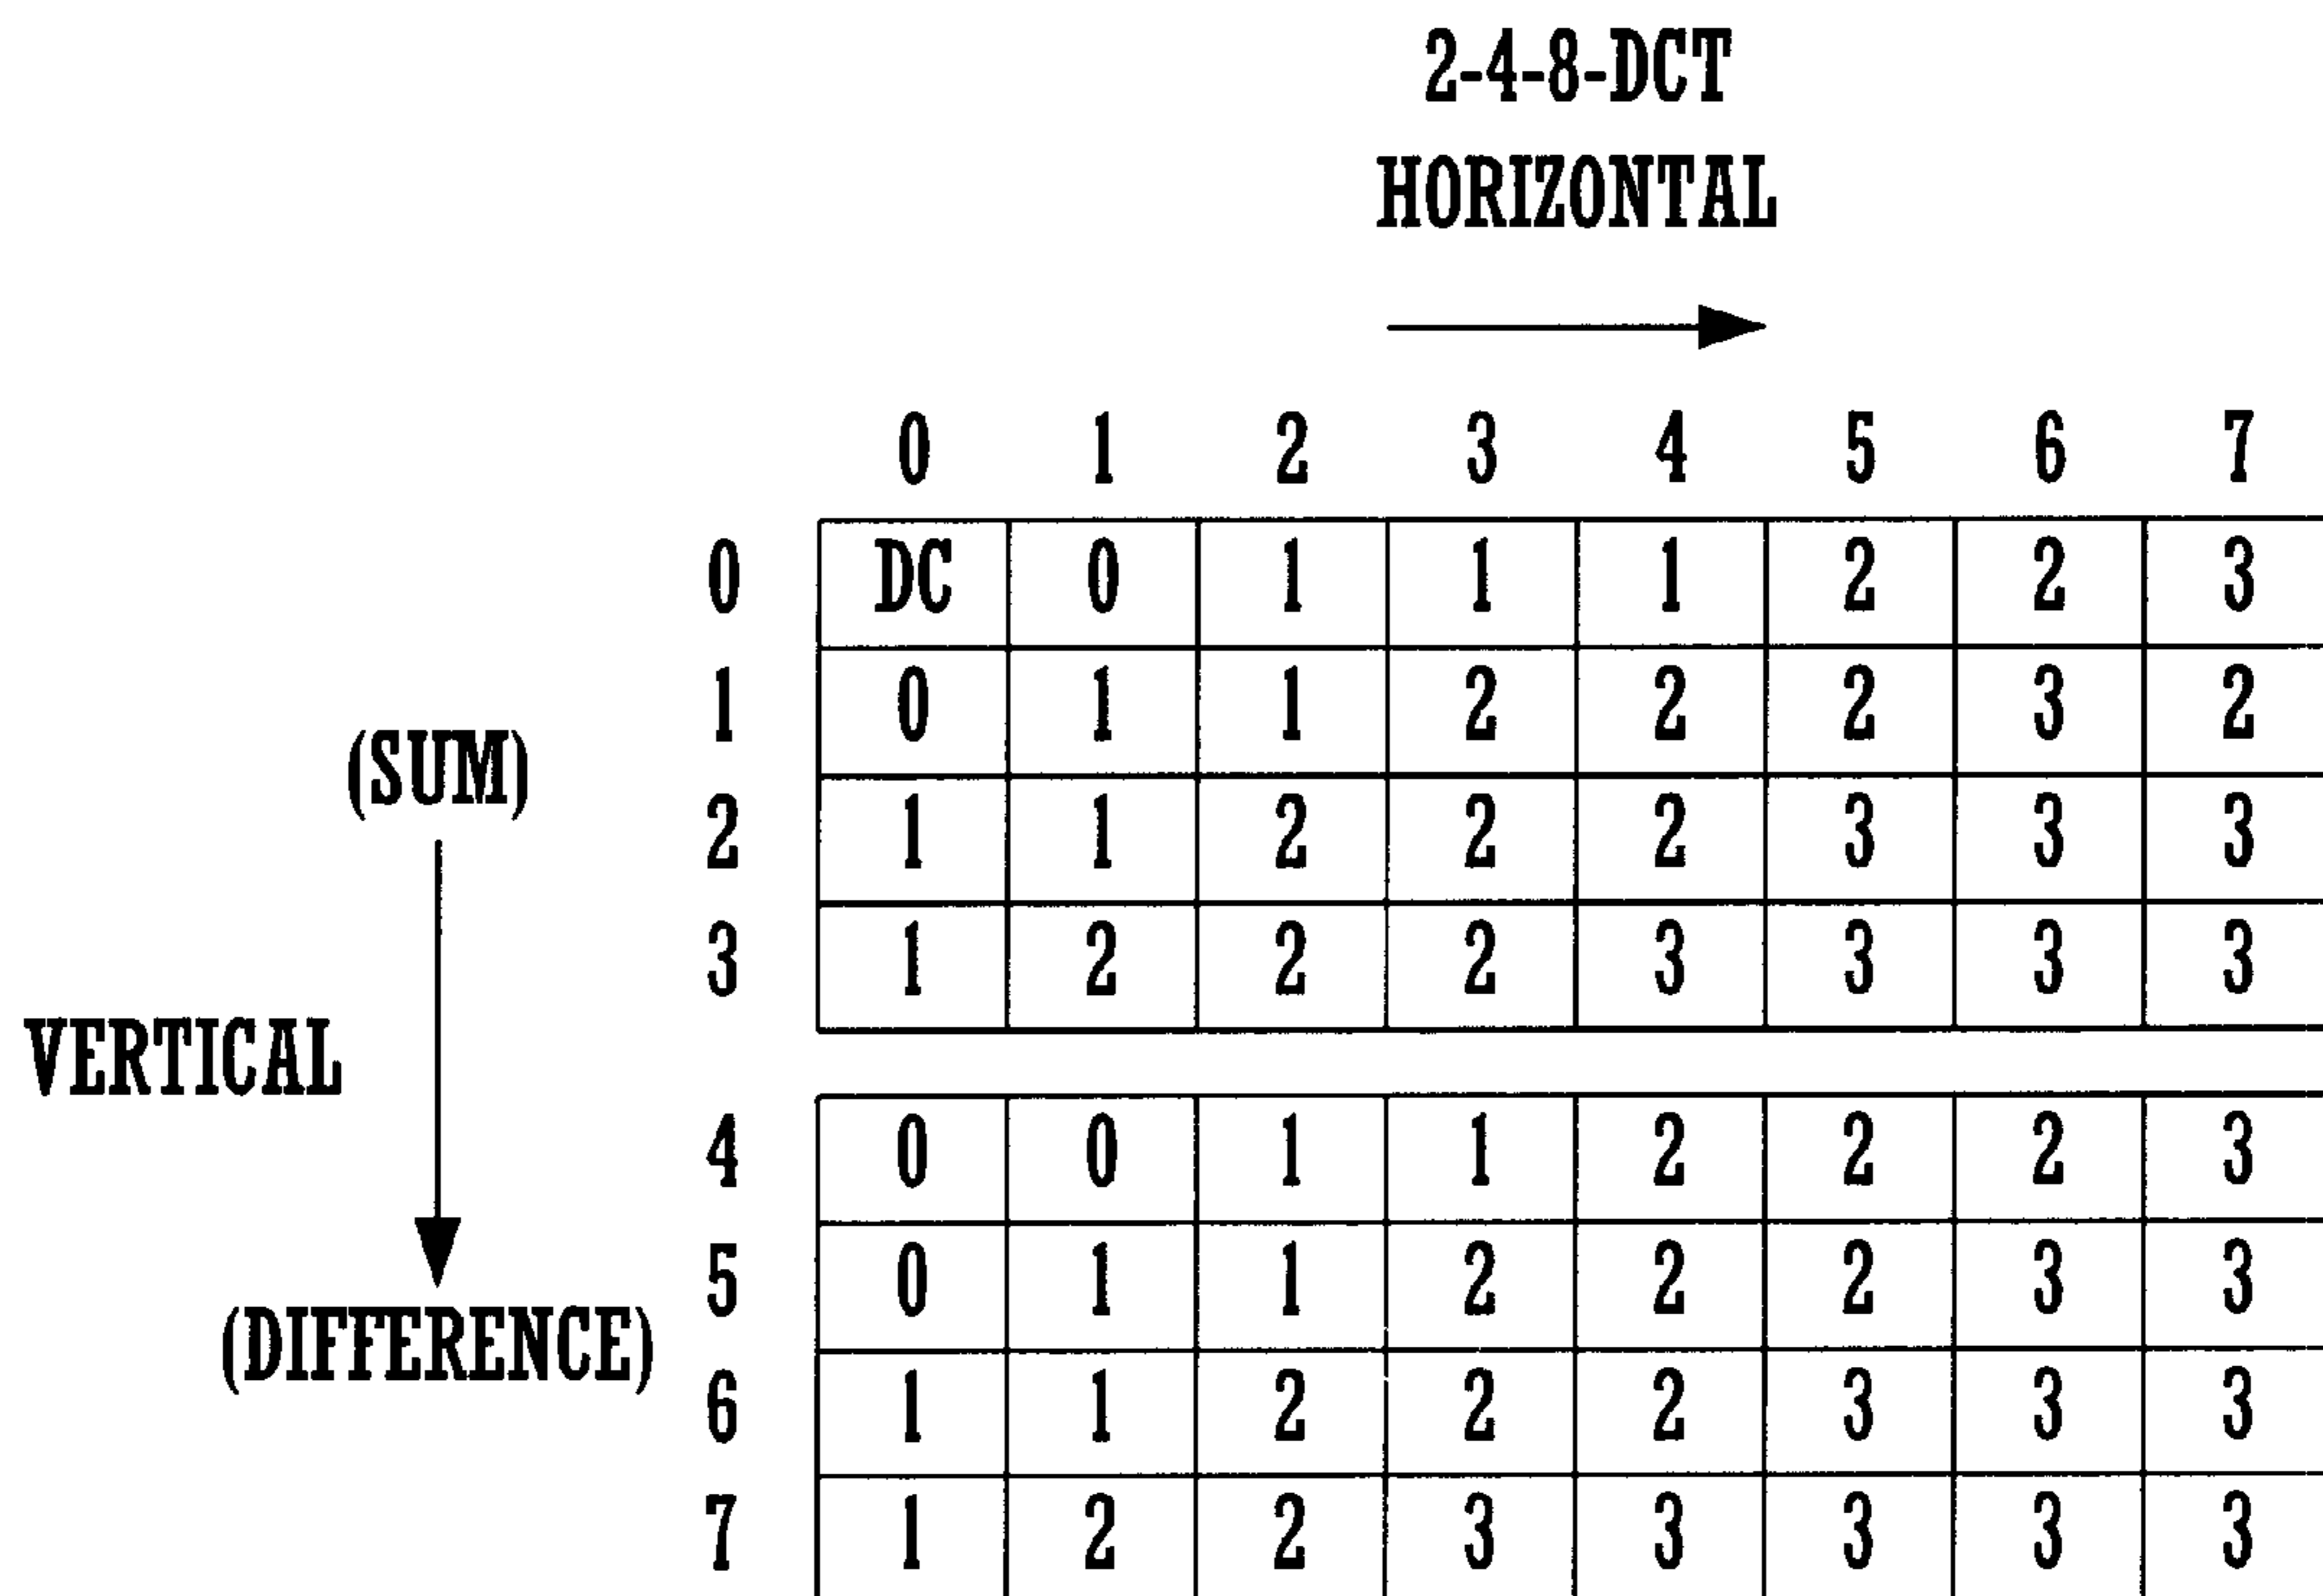 2-4-8-DCT
HORIZONTAL
0 1 2 3 4 5 6 7
0 DC 0 1 1 1 2 2 3
1 0 1 1 2 2 2 3 2
(SUM)
2 1 1 2 2 2 3 3 3
3 1 2 2 2 3 3 3 3
VERTICAL
4 0 0 1 1 2 2 2 3
5 0 1 1 2 2 2 3 3
(DIFFERENCE)
6 1 1 2 2 2 3 3 3
7 1 2 2 3 3 3 3 3